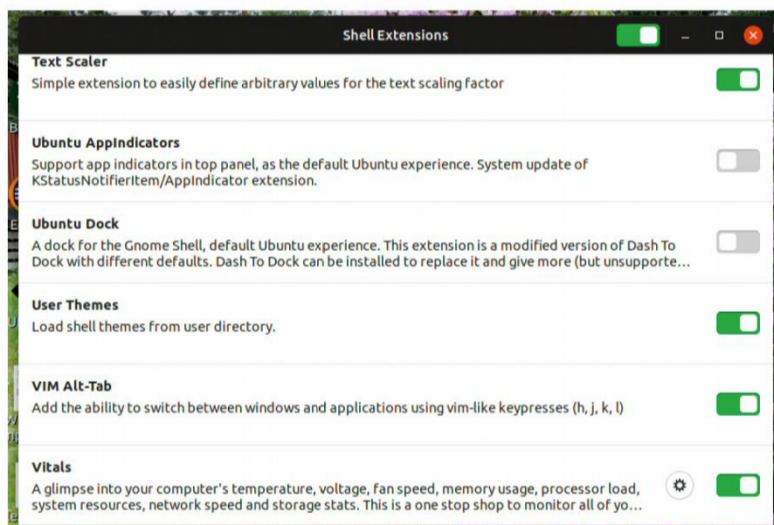 Shell Extensions
Text Scaler
Simple extension to easily define arbitrary values for the text scaling factor
Ubuntu AppIndicators
Support app indicators in top panel, as the default Ubuntu experience. System update of
KStatusNotifierItem/AppIndicator extension.
Ubuntu Dock
A dock for the Gnome Shell, default Ubuntu experience. This extension is a modified version of Dash To
Dock with different defaults. Dash To Dock can be installed to replace it and give more (but unsupporte...
User Themes
Load shell themes from user directory.
VIM Alt-Tab
Add the ability to switch between windows and applications using vim-like keypresses (h, j, k, l)
Vitals
A glimpse into your computer's temperature, voltage, fan speed, memory usage, processor load,
system resources, network speed and storage stats. This is a one stop shop to monitor all of yo...